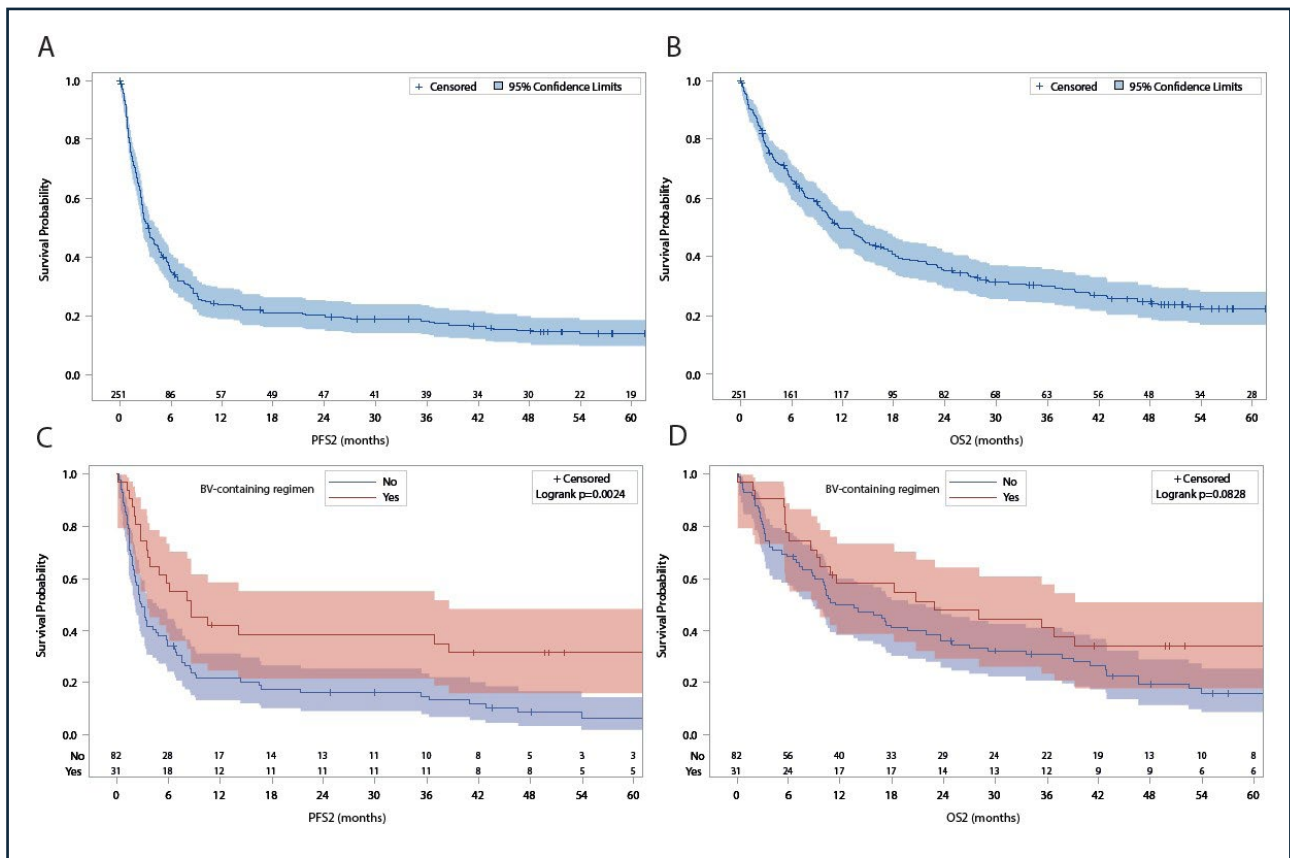 A
+ Censored 95% Confidence Limits
1.0
0.8
0.6
0.4
0.2
0.0
Survival Probability
251 86 57 49 47 41 39 34 30 22 19
0 6 12 18 24 30 36 42 48 54 60
PFS2 (months)
B
+ Censored 95% Confidence Limits
1.0
0.8
0.6
0.4
0.2
0.0
Survival Probability
251 161 117 95 82 68 63 56 48 34 28
0 6 12 18 24 30 36 42 48 54 60
OS2 (months)
C
BV-containing regimen
No
Yes
+ Censored
Logrank p=0.0024
1.0
0.8
0.6
0.4
0.2
0.0
Survival Probability
No 82 28 17 14 13 11 10 8 5 3 3
Yes 31 18 12 11 11 11 11 8 8 5 5
0 6 12 18 24 30 36 42 48 54 60
PFS2 (months)
D
BV-containing regimen
No
Yes
+ Censored
Logrank p=0.0828
1.0
0.8
0.6
0.4
0.2
0.0
Survival Probability
No 82 56 40 33 29 24 22 19 13 10 8
Yes 31 24 17 17 14 13 12 9 9 6 6
0 6 12 18 24 30 36 42 48 54 60
OS2 (months)